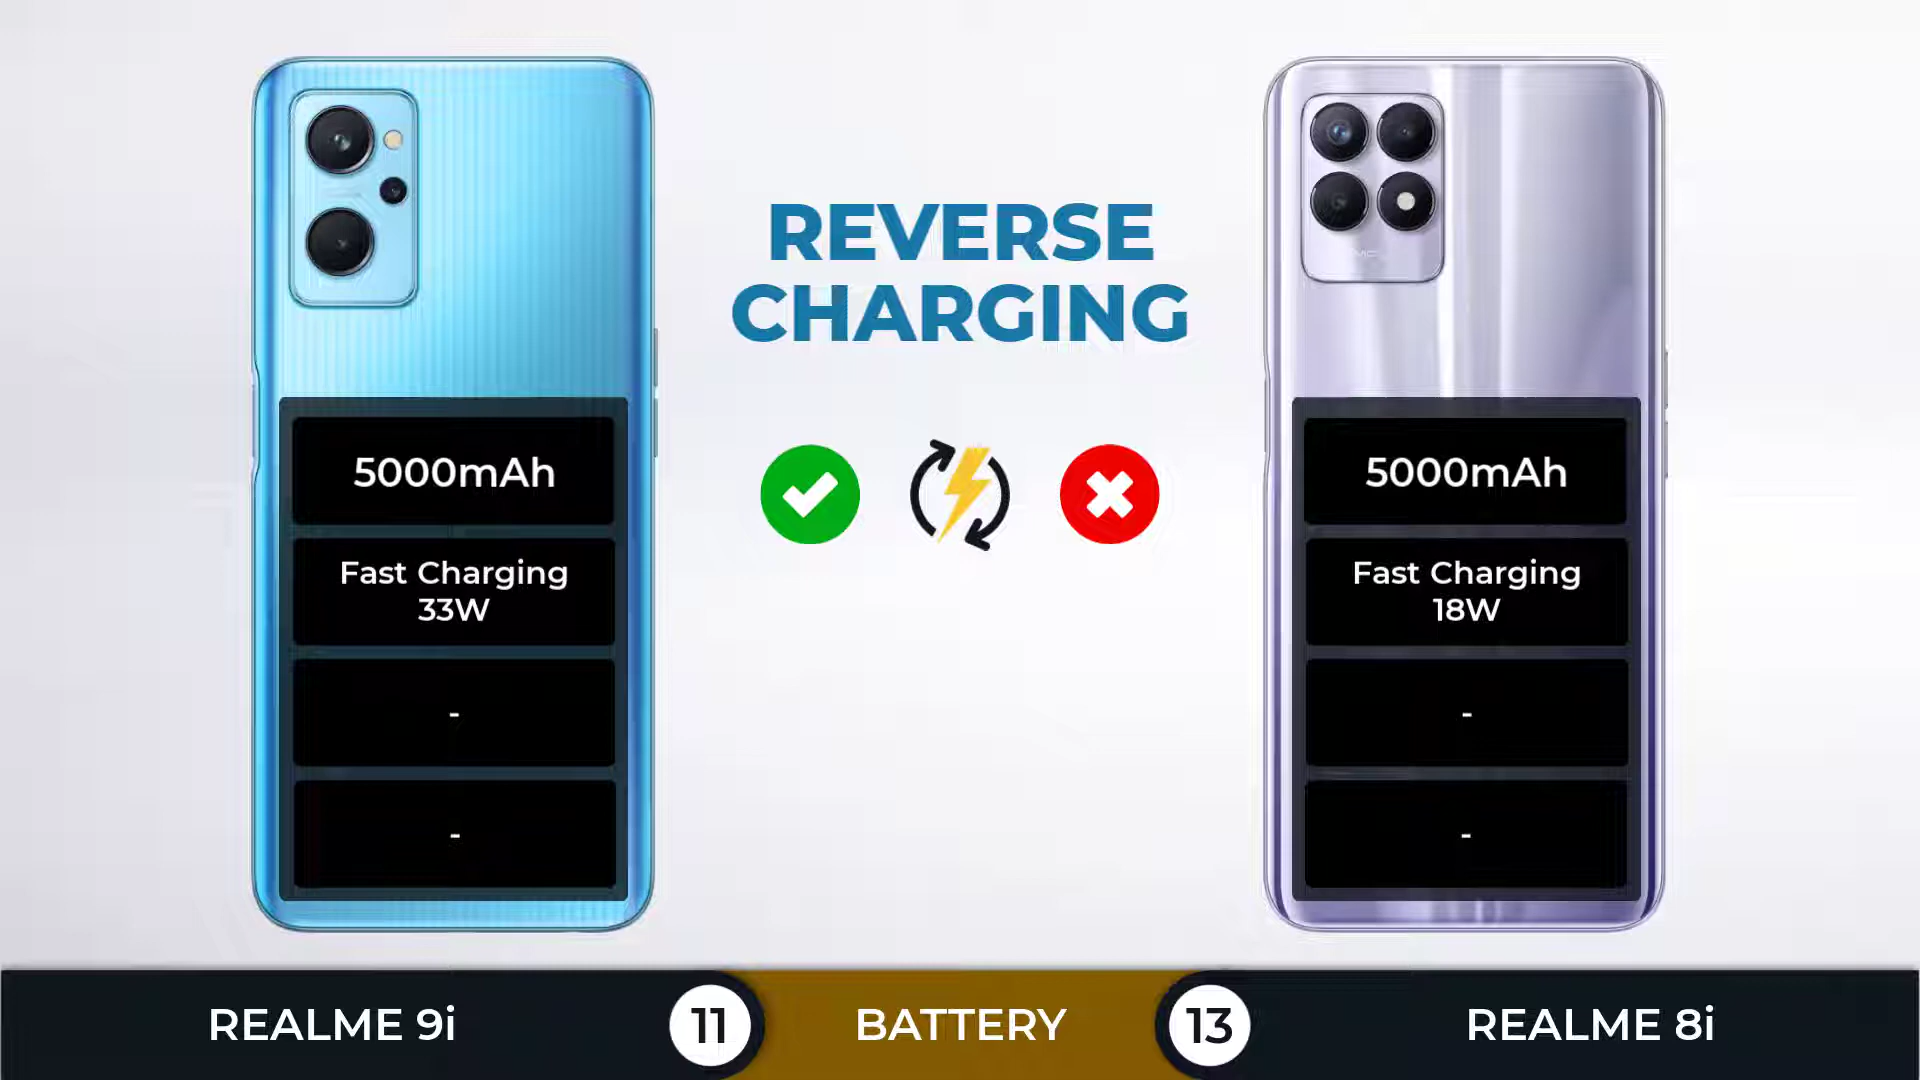 REVERSE
CHARGING
5000mAh
Fast Charging
33W
-
-
5000mAh
Fast Charging
18W
-
-
REALME 9i
11
BATTERY
13
REALME 8i